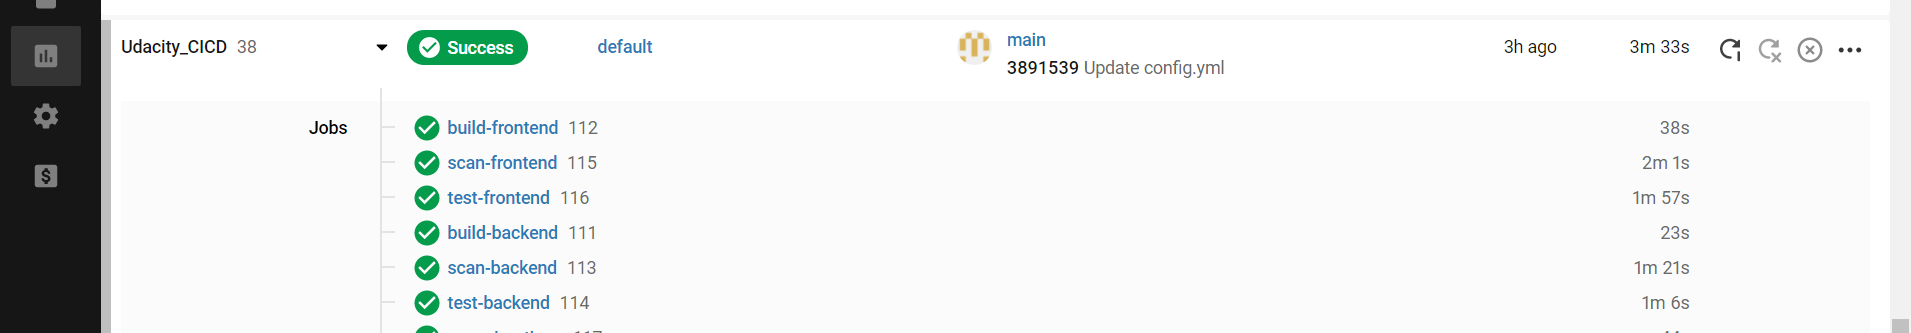 Udacity_CICD 38 Success default main 3h ago 3m 33s
3891539 Update config.yml
Jobs build-frontend 112 38s
scan-frontend 115 2m 1s
test-frontend 116 1m 57s
build-backend 111 23s
scan-backend 113 1m 21s
test-backend 114 1m 6s